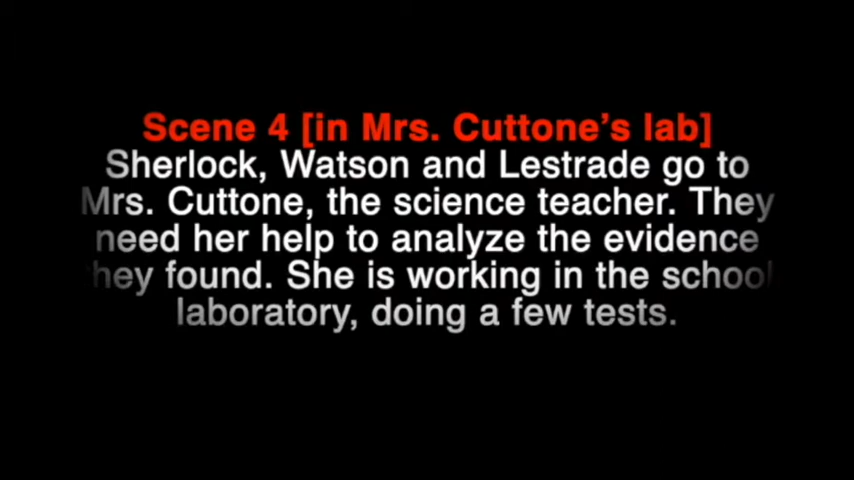 Scene 4 [in Mrs. Cuttone’s lab]
Sherlock, Watson and Lestrade go to
Mrs. Cuttone, the science teacher. They
need her help to analyze the evidence
they found. She is working in the school
laboratory, doing a few tests.